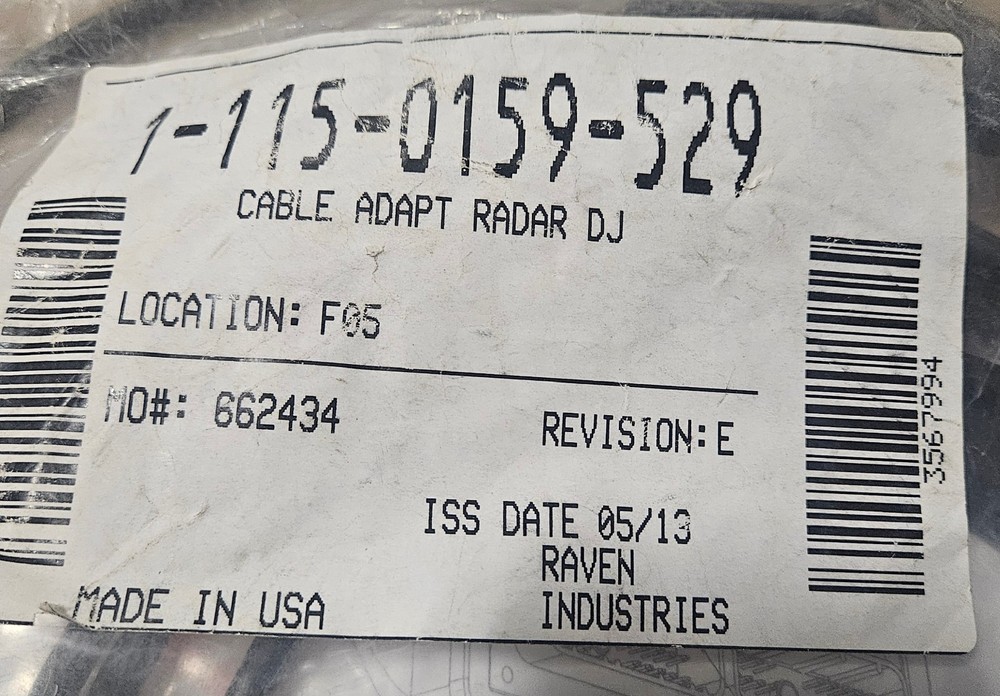 1-115-0159-529
CABLE ADAPT RADAR DJ
LOCATION: F05
MO#: 662434
REVISION:E
ISS DATE 05/13
RAVEN
INDUSTRIES
MADE IN USA
3567994